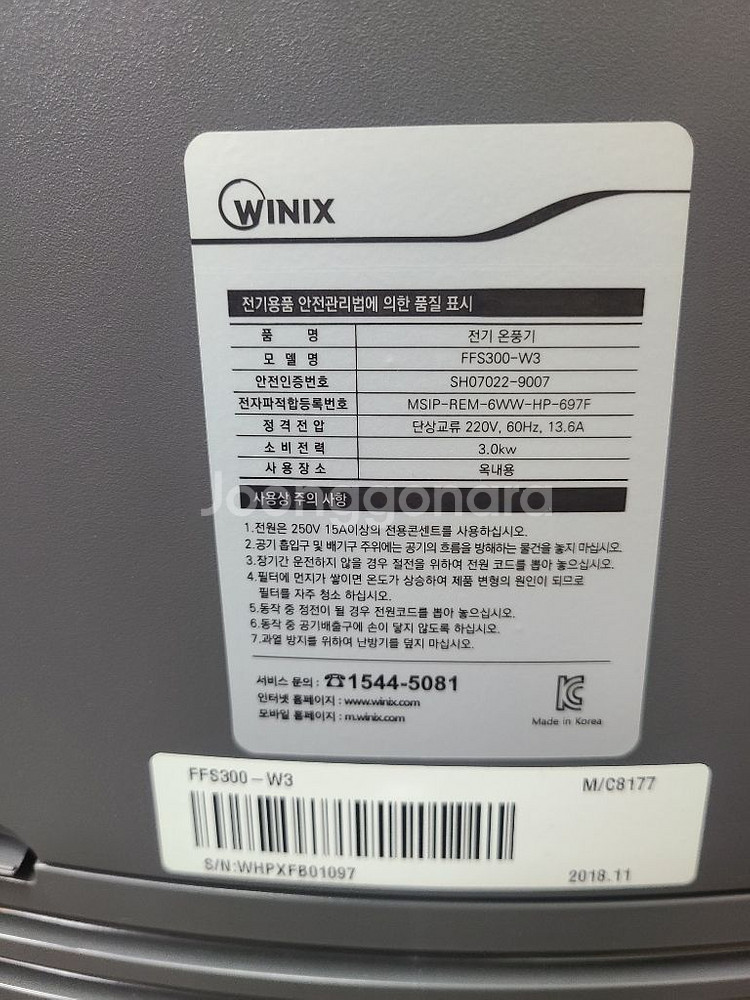 WINIX
전기용품 안전관리법에 의한 품질 표시
품 명 전기 온풍기
모 델 명 FFS300-W3
안전인증번호 SH07022-9007
전자파적합등록번호 MSIP-REM-6WW-HP-697F
정 격 전 압 단상교류 220V, 60Hz, 13.6A
소 비 전 력 3.0kw
사 용 장 소 옥내용
Joonggonara
사용상 주의 사항
1.전원은 250V 15A이상의 전용콘센트를 사용하십시오.
2.공기 흡입구 및 배기구 주위에는 공기의 흐름을 방해하는 물건을 놓지 마십시오.
3.장기간 운전하지 않을 경우 절전을 위하여 전원 코드를 뽑아 놓으십시오.
4.필터에 먼지가 쌓이면 온도가 상승하여 제품 변형의 원인이 되므로
필터를 자주 청소 하십시오.
5.동작 중 정전이 될 경우 전원코드를 뽑아 놓으십시오.
6.동작 중 공기배출구에 손이 닿지 않도록 하십시오.
7.과열 방지를 위하여 난방기를 덮지 마십시오.
서비스 문의 : ☎1544-5081
인터넷 홈페이지 : www.winix.com
모바일 홈페이지 : m.winix.com
Made in Korea
FFS300-W3 M/C8177
S/N:WHPXFB01097 2018.11